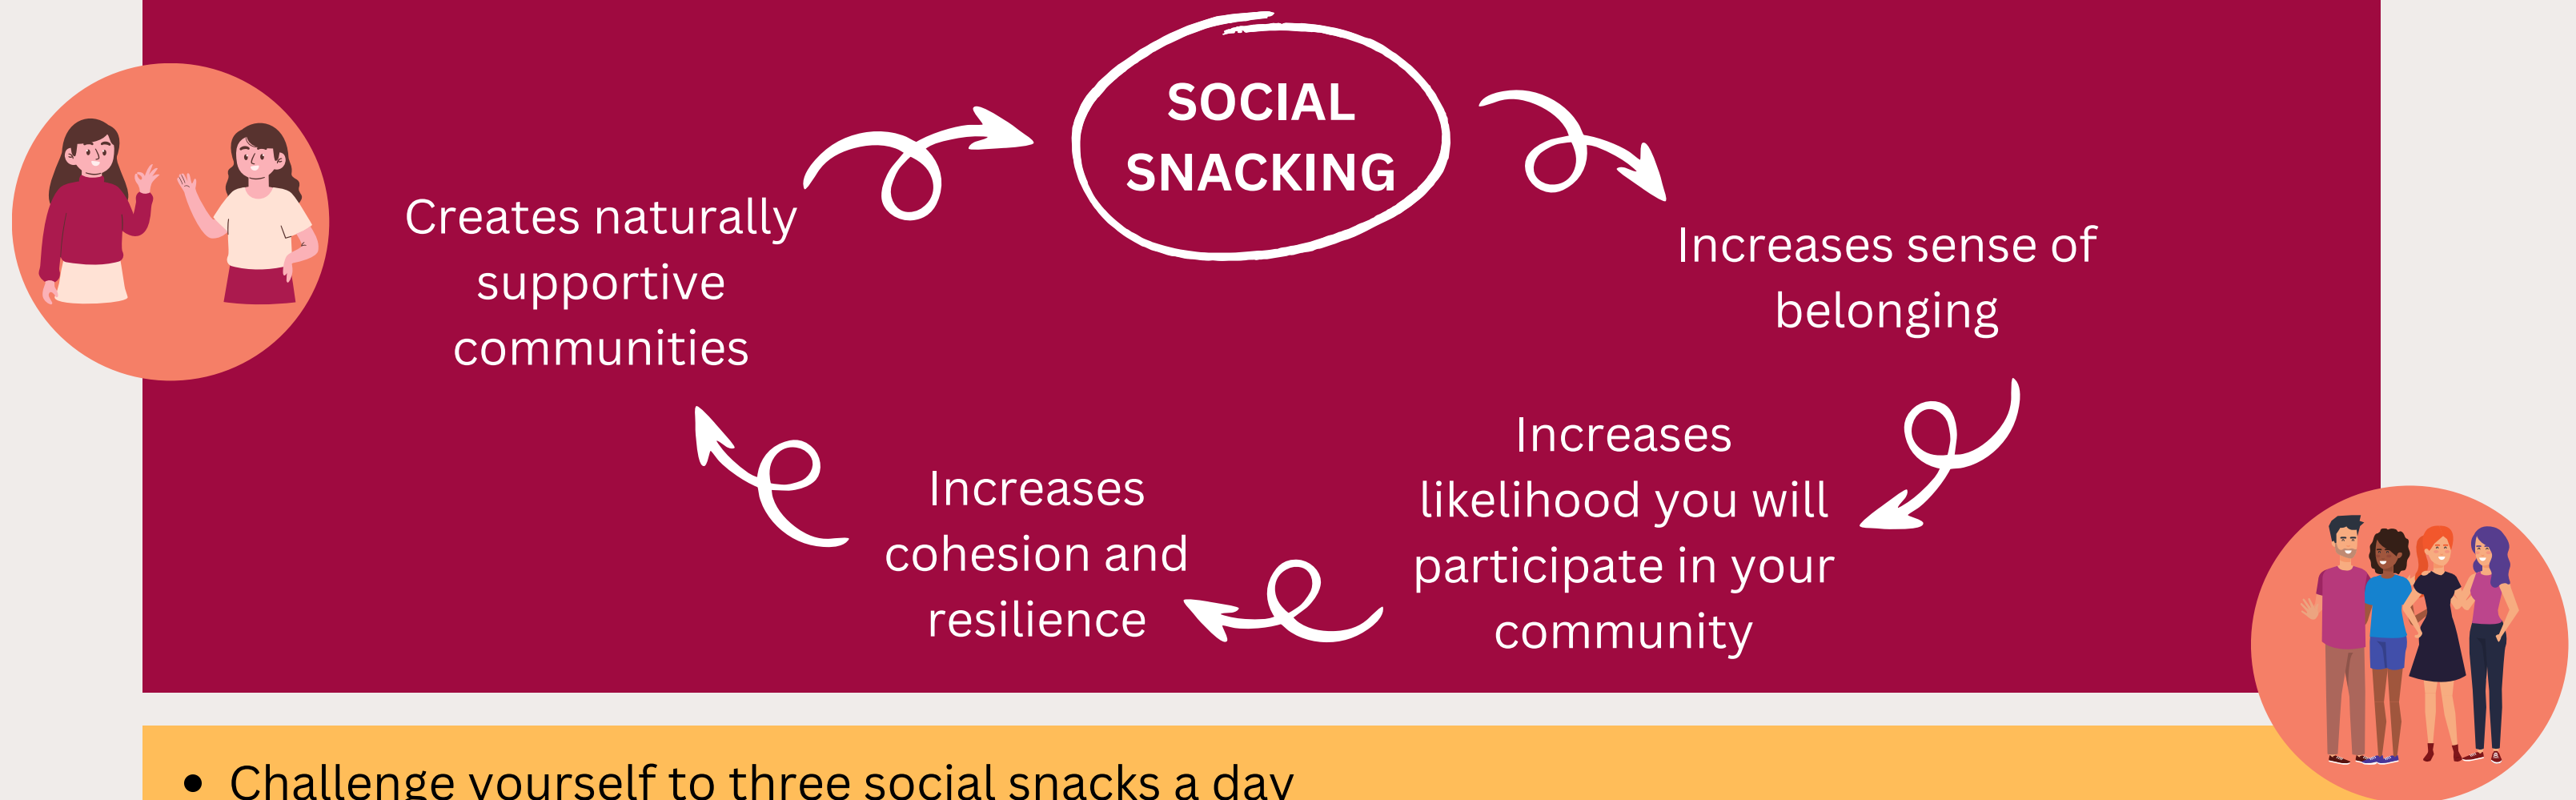 SOCIAL
SNACKING
Increases sense of
belonging
Increases
likelihood you will
participate in your
community
Increases
cohesion and
resilience
Creates naturally
supportive
communities
• Challenge yourself to three social snacks a day